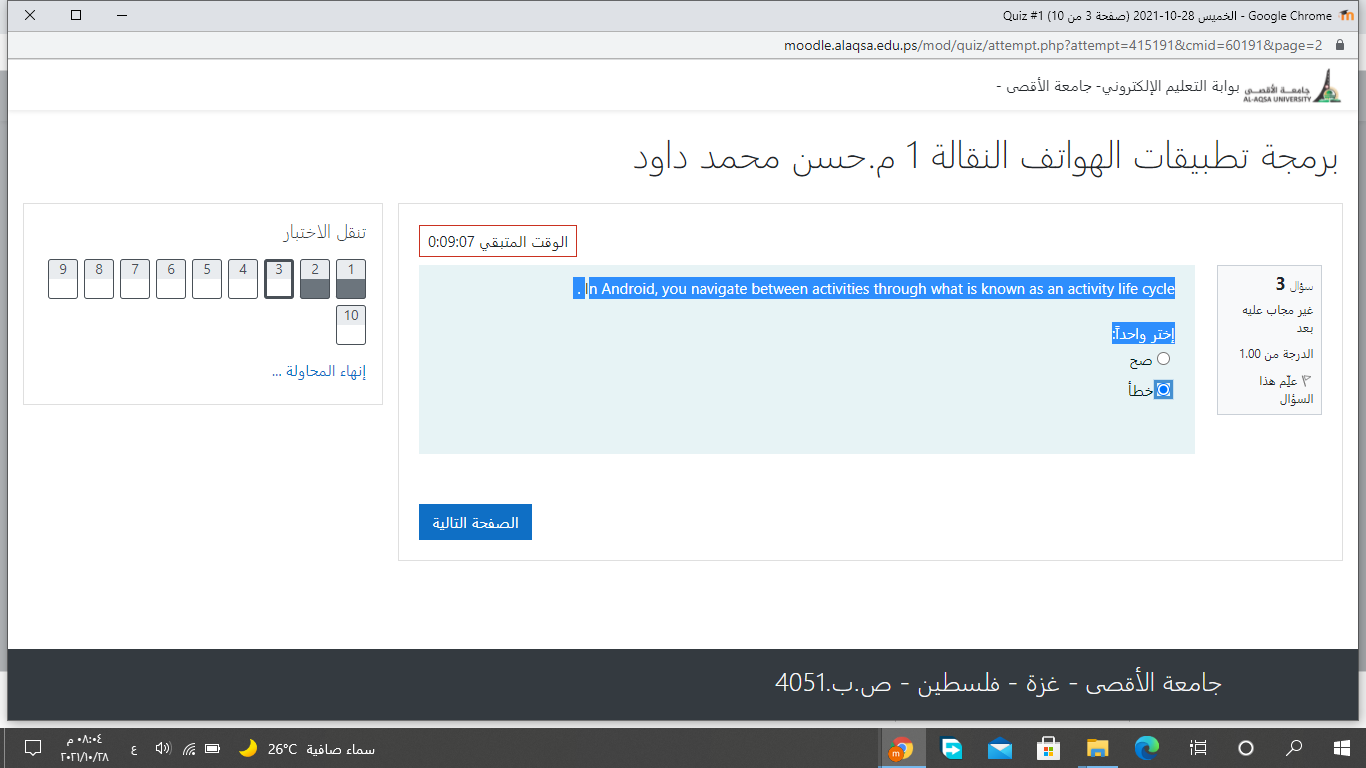 Quiz #1 (صفحة 3 من 10) الخميس 28-10-2021 - Google Chrome
moodle.alaqsa.edu.ps/mod/quiz/attempt.php?attempt=415191&cmid=60191&page=2
جامعة الأقصى
AL-AQSA UNIVERSITY
بوابة التعليم الإلكتروني- جامعة الأقصى -
برمجة تطبيقات الهواتف النقالة 1 م.حسن محمد داود
سؤال 3
غير مجاب عليه
بعد
الدرجة من 1.00
علّم هذا
السؤال
الوقت المتبقي 0:09:07
In Android, you navigate between activities through what is known as an activity life cycle .
إختر واحداً:
صح
خطأ
الصفحة التالية
تنقل الاختبار
1
2
3
4
5
6
7
8
9
10
إنهاء المحاولة ...
جامعة الأقصى - غزة - فلسطين - ص.ب.4051
26°C سماء صافية
ع
٠٨:٠٤ م
٢٠٢١/١٠/٢٨